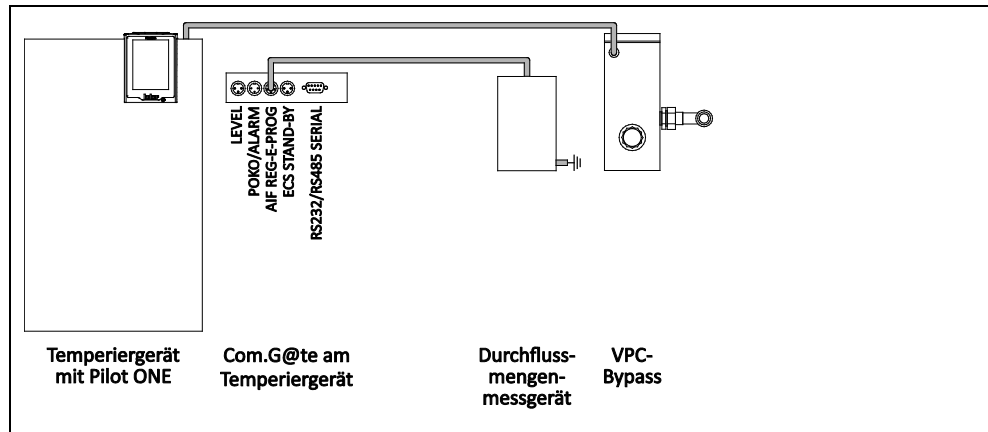 LEVEL
POKO/ALARM
AIF REG-E-PROG
ECS STAND-BY
RS232/RS485 SERIAL
Temperiergerät
mit Pilot ONE
Com.G@te am
Temperiergerät
Durchfluss-
mengen-
messgerät
VPC-
Bypass